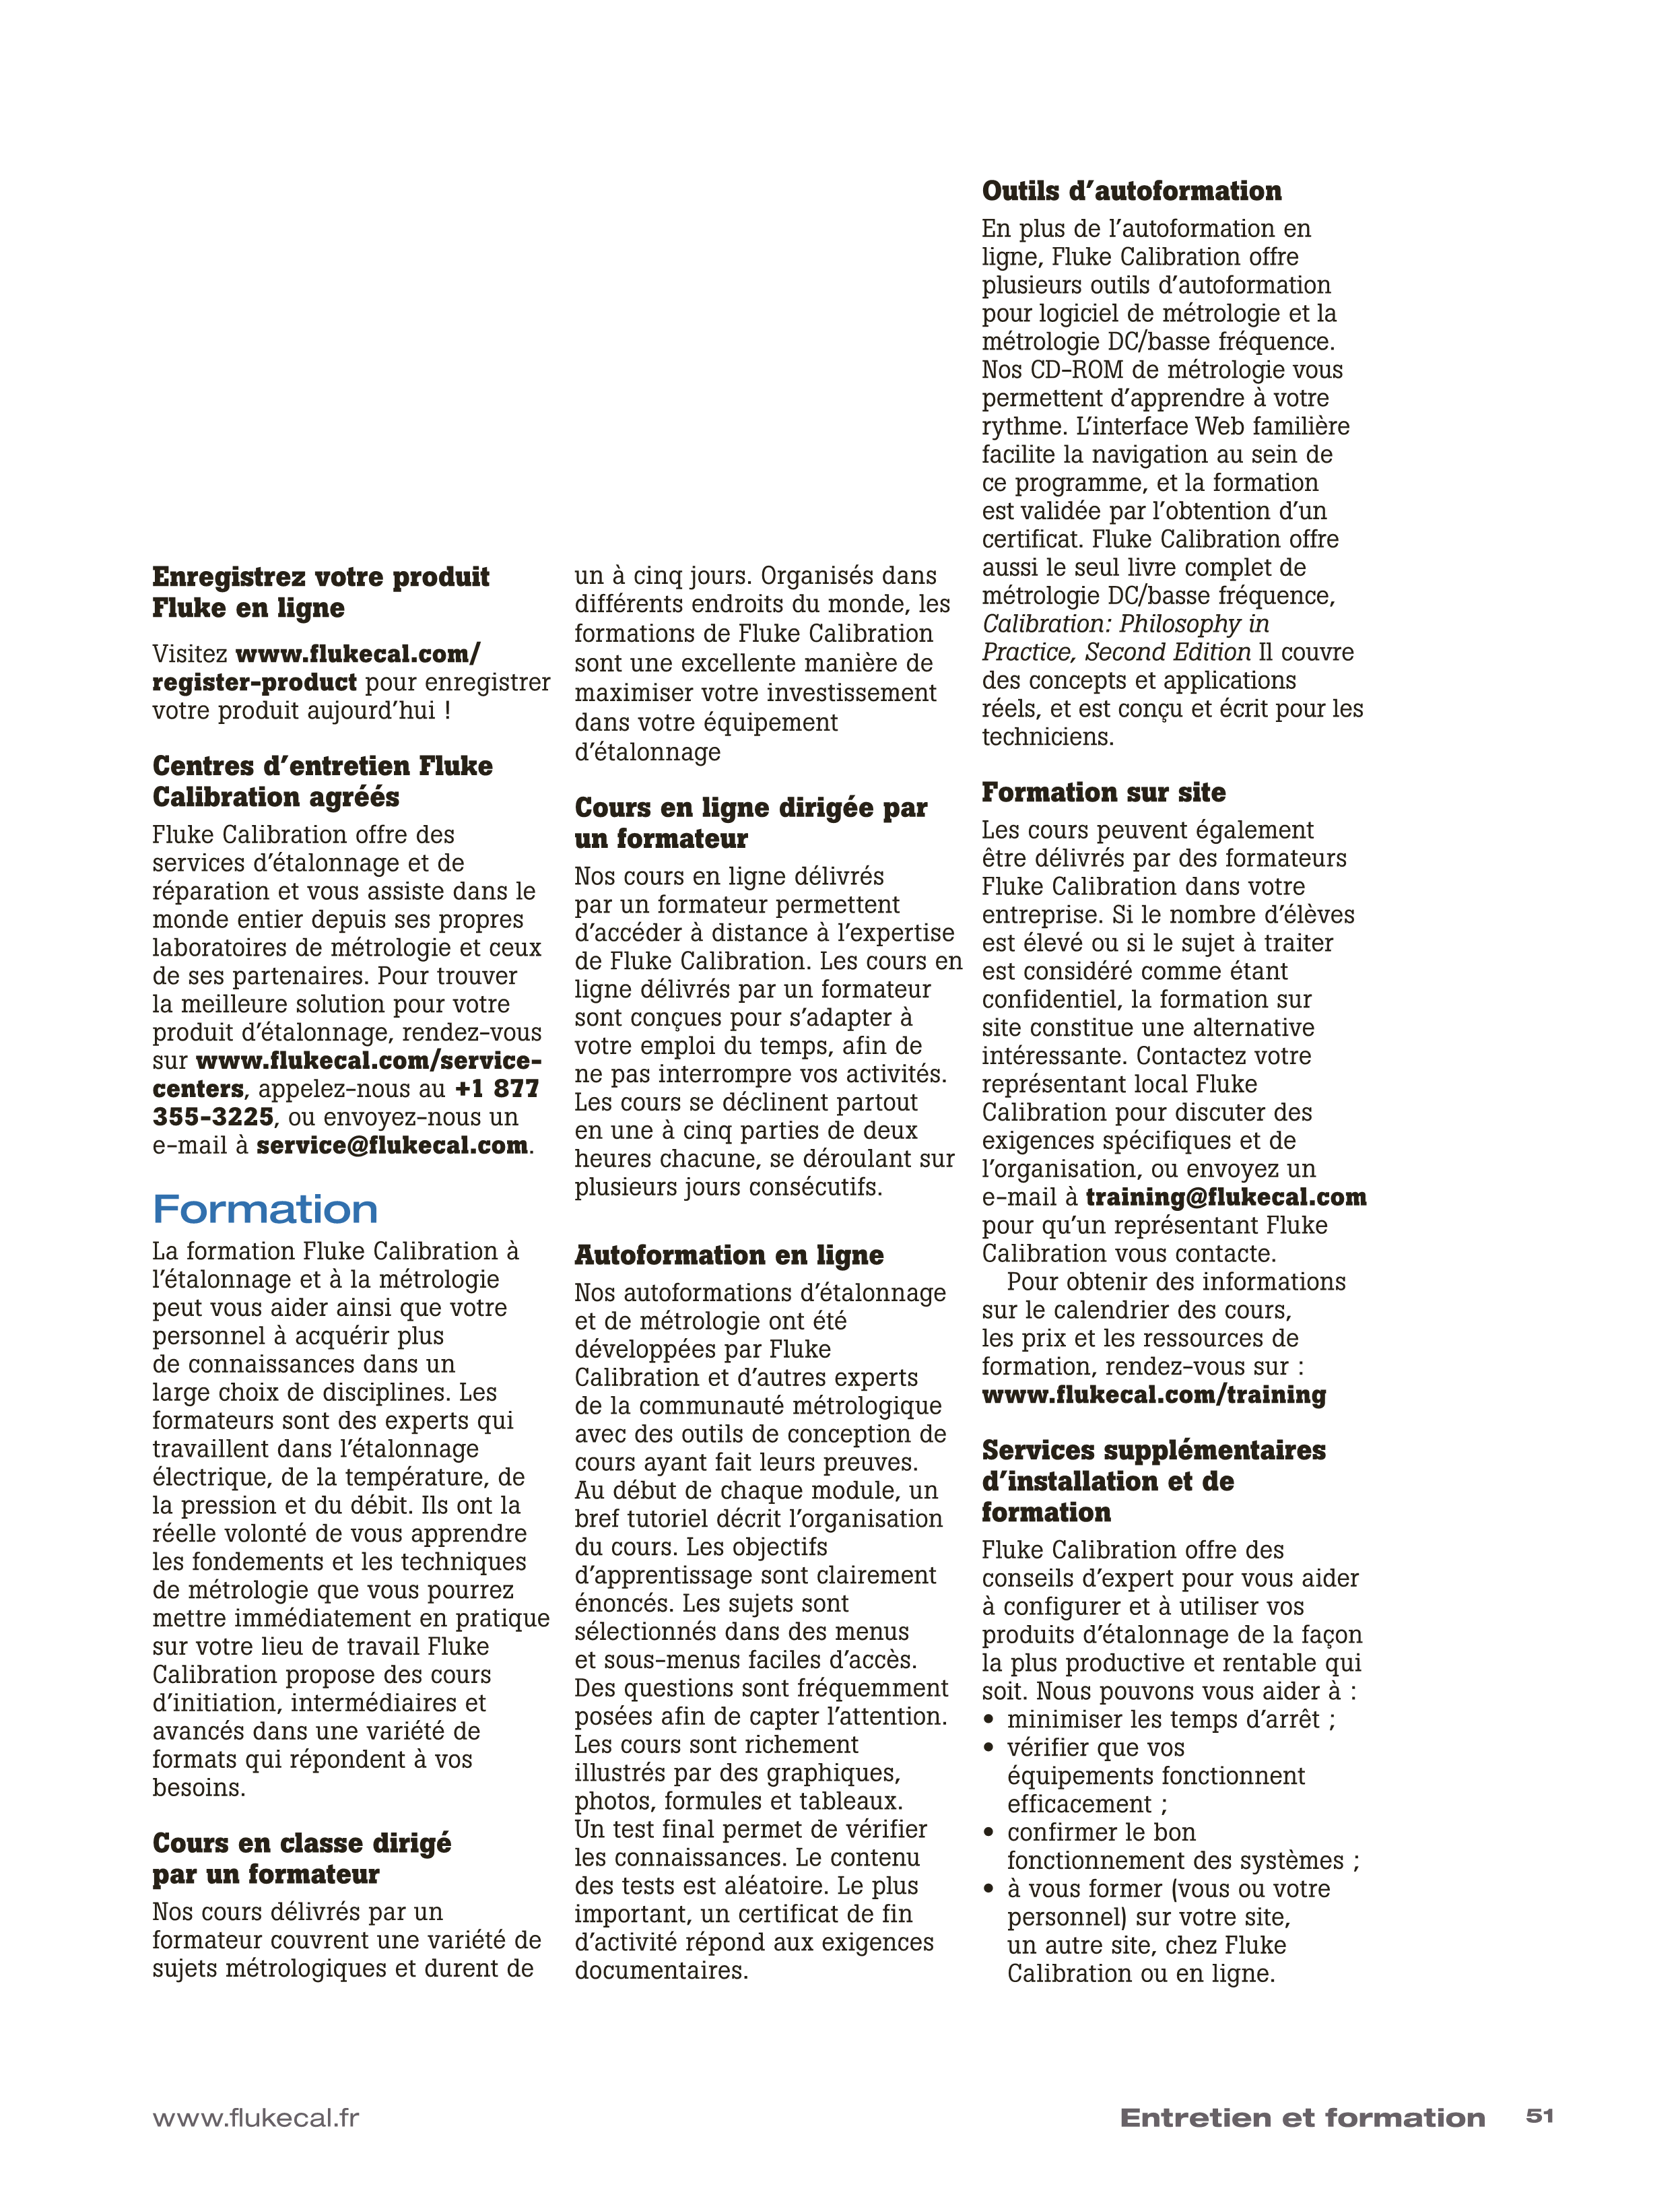 Enregistrez votre produit
Fluke en ligne
Visitez www.flukecal.com/
register-product pour enregistrer
votre produit aujourd’hui !
Centres d’entretien Fluke
Calibration agréés
Fluke Calibration offre des
services d’étalonnage et de
réparation et vous assiste dans le
monde entier depuis ses propres
laboratoires de métrologie et ceux
de ses partenaires. Pour trouver
la meilleure solution pour votre
produit d’étalonnage, rendez-vous
sur www.flukecal.com/service-
centers, appelez-nous au +1 877
355-3225, ou envoyez-nous un
e-mail à service@flukecal.com.
Formation
La formation Fluke Calibration à
l’étalonnage et à la métrologie
peut vous aider ainsi que votre
personnel à acquérir plus
de connaissances dans un
large choix de disciplines. Les
formateurs sont des experts qui
travaillent dans l’étalonnage
électrique, de la température, de
la pression et du débit. Ils ont la
réelle volonté de vous apprendre
les fondements et les techniques
de métrologie que vous pourrez
mettre immédiatement en pratique
sur votre lieu de travail Fluke
Calibration propose des cours
d’initiation, intermédiaires et
avancés dans une variété de
formats qui répondent à vos
besoins.
Cours en classe dirigé
par un formateur
Nos cours délivrés par un
formateur couvrent une variété de
sujets métrologiques et durent de
un à cinq jours. Organisés dans
différents endroits du monde, les
formations de Fluke Calibration
sont une excellente manière de
maximiser votre investissement
dans votre équipement
d’étalonnage
Cours en ligne dirigée par
un formateur
Nos cours en ligne délivrés
par un formateur permettent
d’accéder à distance à l’expertise
de Fluke Calibration. Les cours en
ligne délivrés par un formateur
sont conçues pour s’adapter à
votre emploi du temps, afin de
ne pas interrompre vos activités.
Les cours se déclinent partout
en une à cinq parties de deux
heures chacune, se déroulant sur
plusieurs jours consécutifs.
Autoformation en ligne
Nos autoformations d’étalonnage
et de métrologie ont été
développées par Fluke
Calibration et d’autres experts
de la communauté métrologique
avec des outils de conception de
cours ayant fait leurs preuves.
Au début de chaque module, un
bref tutoriel décrit l’organisation
du cours. Les objectifs
d’apprentissage sont clairement
énoncés. Les sujets sont
sélectionnés dans des menus
et sous-menus faciles d’accès.
Des questions sont fréquemment
posées afin de capter l’attention.
Les cours sont richement
illustrés par des graphiques,
photos, formules et tableaux.
Un test final permet de vérifier
les connaissances. Le contenu
des tests est aléatoire. Le plus
important, un certificat de fin
d’activité répond aux exigences
documentaires.
Outils d’autoformation
En plus de l’autoformation en
ligne, Fluke Calibration offre
plusieurs outils d’autoformation
pour logiciel de métrologie et la
métrologie DC/basse fréquence.
Nos CD-ROM de métrologie vous
permettent d’apprendre à votre
rythme. L’interface Web familière
facilite la navigation au sein de
ce programme, et la formation
est validée par l’obtention d’un
certificat. Fluke Calibration offre
aussi le seul livre complet de
métrologie DC/basse fréquence,
Calibration: Philosophy in
Practice, Second Edition Il couvre
des concepts et applications
réels, et est conçu et écrit pour les
techniciens.
Formation sur site
Les cours peuvent également
être délivrés par des formateurs
Fluke Calibration dans votre
entreprise. Si le nombre d’élèves
est élevé ou si le sujet à traiter
est considéré comme étant
confidentiel, la formation sur
site constitue une alternative
intéressante. Contactez votre
représentant local Fluke
Calibration pour discuter des
exigences spécifiques et de
l’organisation, ou envoyez un
e-mail à training@flukecal.com
pour qu’un représentant Fluke
Calibration vous contacte.
Pour obtenir des informations
sur le calendrier des cours,
les prix et les ressources de
formation, rendez-vous sur :
www.flukecal.com/training
Services supplémentaires
d’installation et de
formation
Fluke Calibration offre des
conseils d’expert pour vous aider
à configurer et à utiliser vos
produits d’étalonnage de la façon
la plus productive et rentable qui
soit. Nous pouvons vous aider à :
• minimiser les temps d’arrêt ;
• vérifier que vos
équipements fonctionnent
efficacement ;
• confirmer le bon
fonctionnement des systèmes ;
• à vous former (vous ou votre
personnel) sur votre site,
un autre site, chez Fluke
Calibration ou en ligne.
www.flukecal.fr
Entretien et formation 51